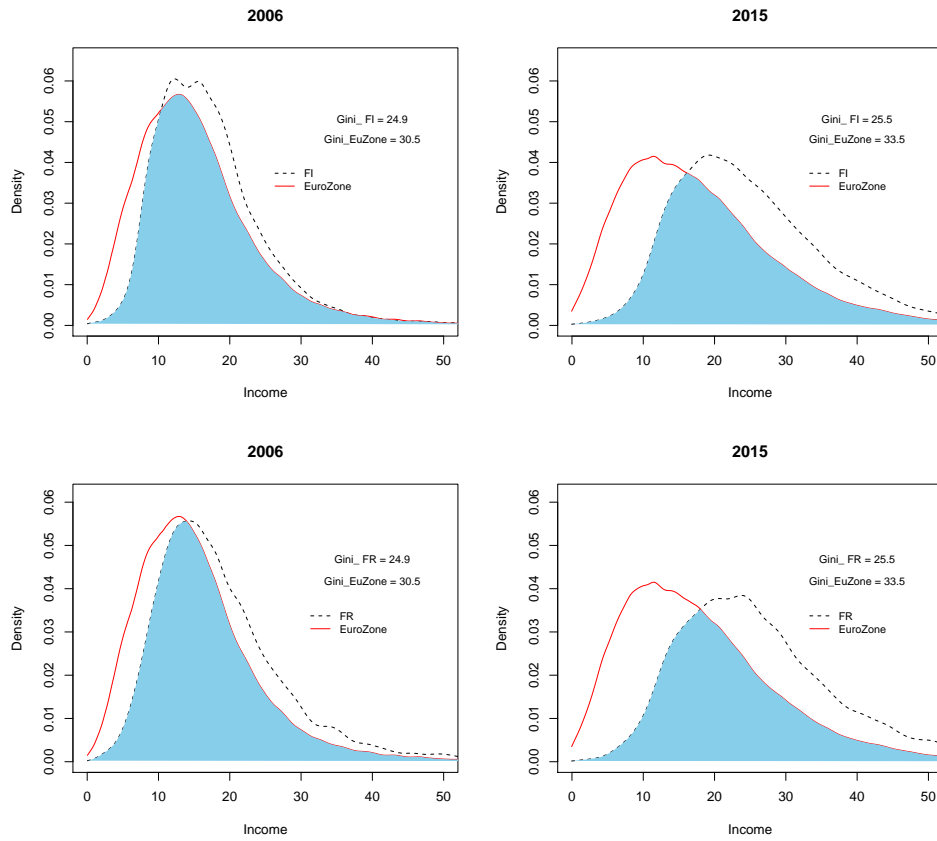 2006
0.06
0.05
0.04
0.03
0.02
0.01
0.00
Density
Gini_ FI = 24.9
Gini_EuZone = 30.5
FI
EuroZone
0 10 20 30 40 50
Income
2015
0.06
0.05
0.04
0.03
0.02
0.01
0.00
Density
Gini_ FI = 25.5
Gini_EuZone = 33.5
FI
EuroZone
0 10 20 30 40 50
Income
2006
0.06
0.05
0.04
0.03
0.02
0.01
0.00
Density
Gini_ FR = 24.9
Gini_EuZone = 30.5
FR
EuroZone
0 10 20 30 40 50
Income
2015
0.06
0.05
0.04
0.03
0.02
0.01
0.00
Density
Gini_ FR = 25.5
Gini_EuZone = 33.5
FR
EuroZone
0 10 20 30 40 50
Income